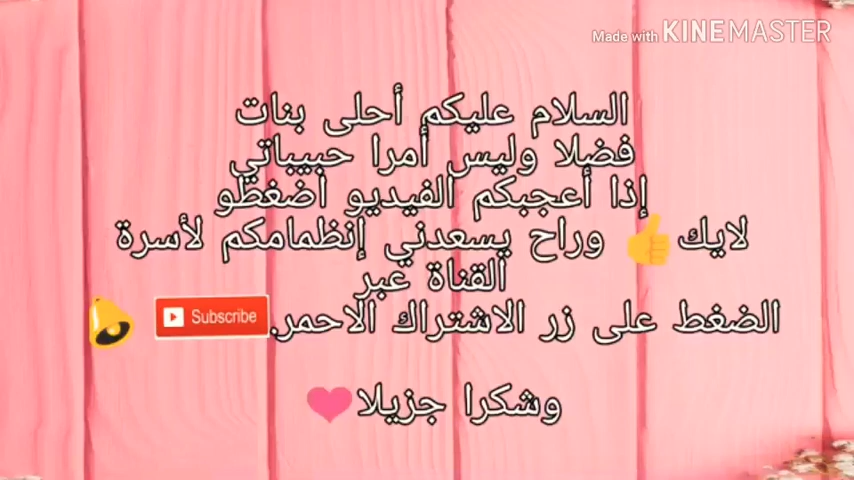 Made with KINEMASTER
السلام عليكم أحلى بنات
فضلا وليس أمرا حبيباتي
إذا أعجبكم الفيديو اضغطو
لايك👍 وراح يسعدني إنظمامكم لأسرة
القناة عبر
الضغط على زر الاشتراك الاحمر.
Subscribe
وشكرا جزيلا